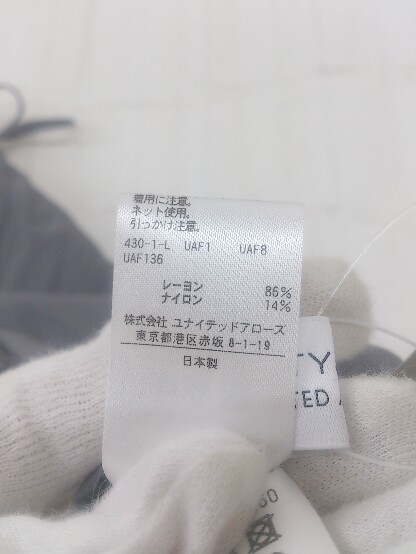 着用に注意。
ネット使用。
引っかけ注意。
430-1-L UAF1 UAF8
UAF136
レーヨン 86%
ナイロン 14%
株式会社 ユナイテッドアローズ
東京都港区赤坂 8-1-19
日本製
TY
TED A